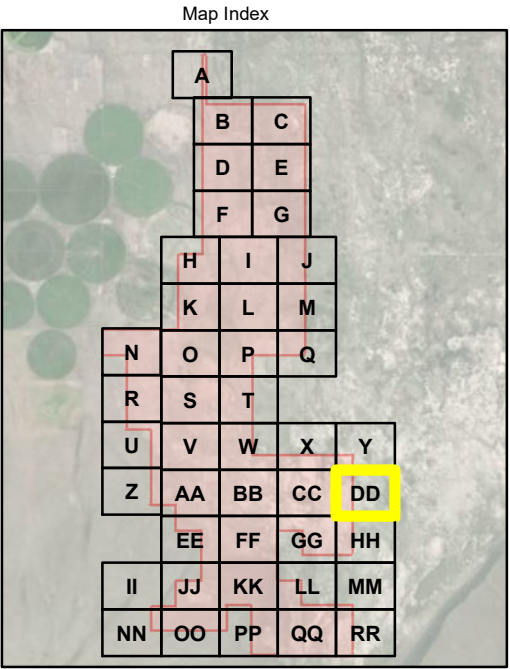 Map Index
A
B C
D E
F G
H I J
K L M
N O P Q
R S T
U V W X Y
Z AA BB CC DD
EE FF GG HH
II JJ KK LL MM
NN OO PP QQ RR